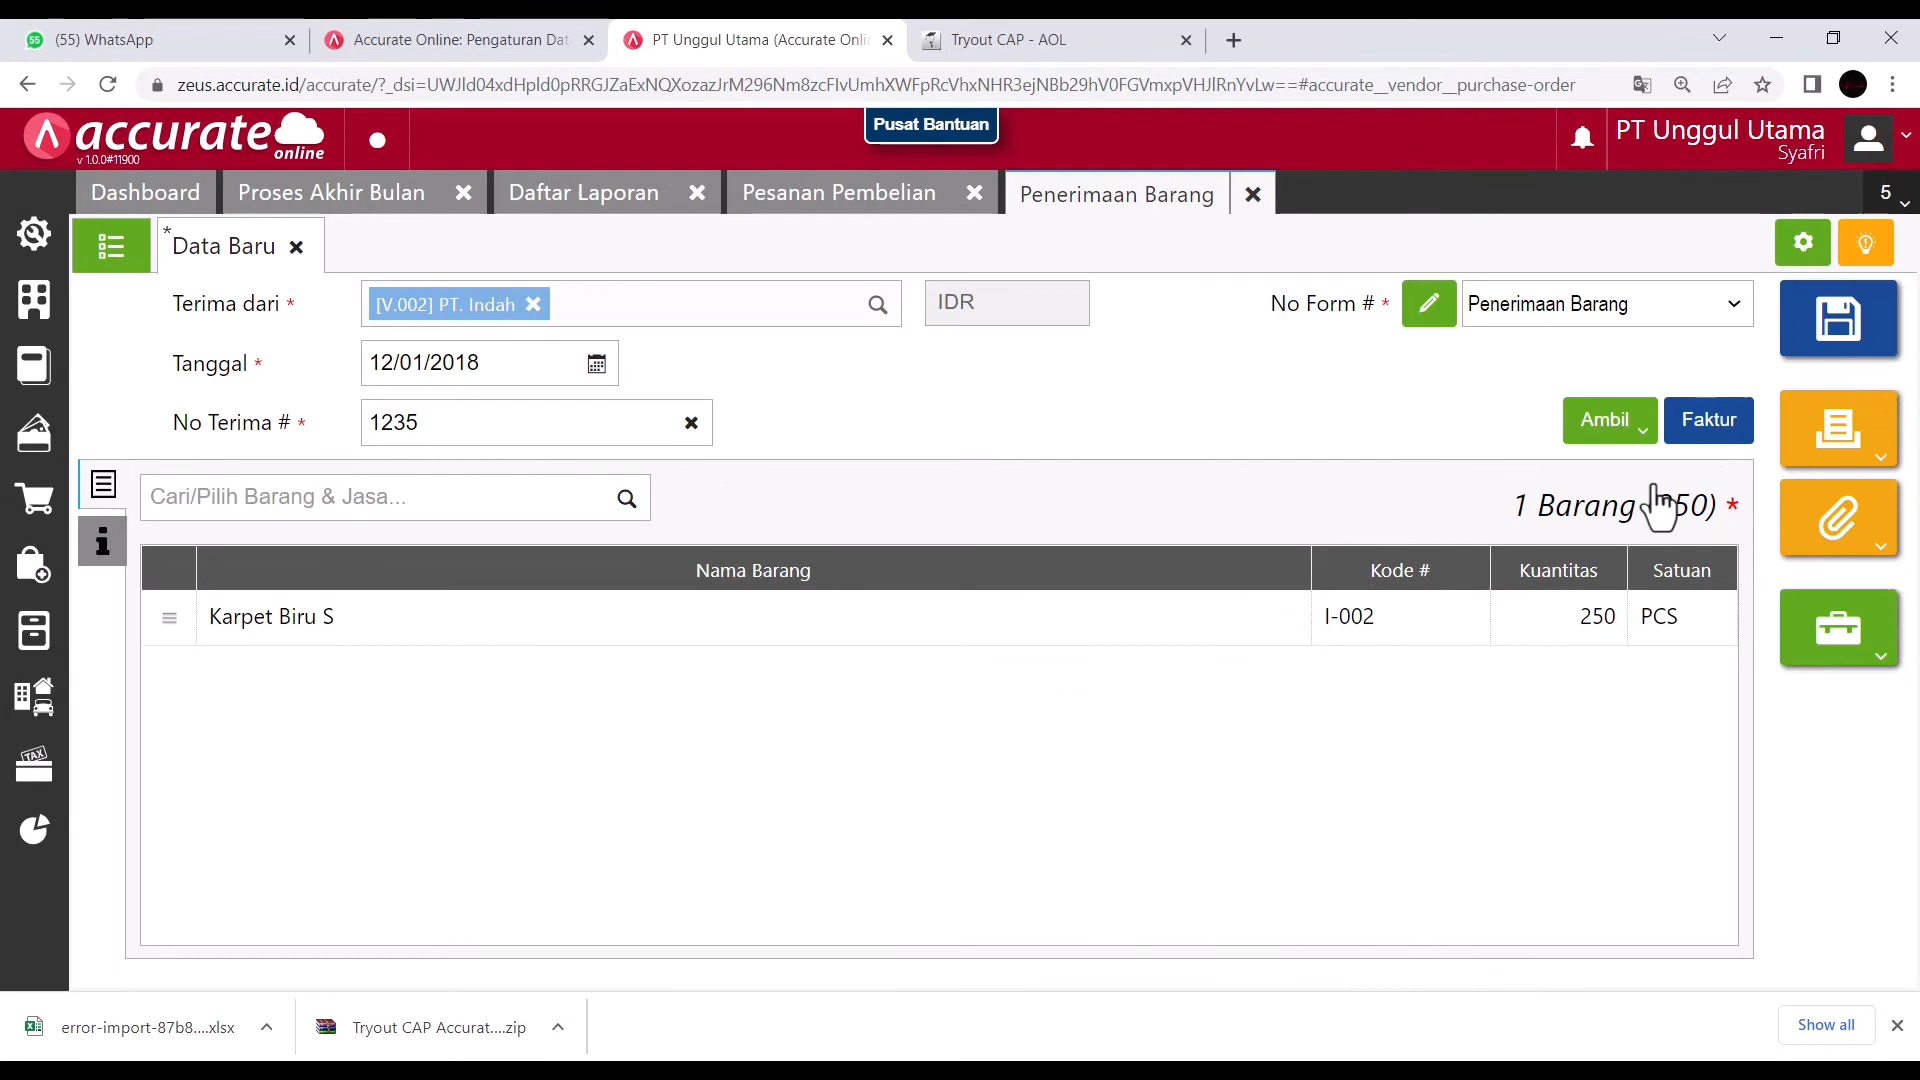 55
(55) WhatsApp
Accurate Online: Pengaturan Dat
PT Unggul Utama (Accurate Onli
Tryout CAP - AOL
zeus.accurate.id/accurate/?_dsi=UWJld04xdHpld0pRRGJZaExNQXozazJrM296Nm8zcFIvUmhXWFpRcVhxNHR3ejNBb29hV0FGVmxpVHJlRnYvLw==#accurate__vendor__purchase-order
accurate
online
v 1.0.0#11900
Pusat Bantuan
PT Unggul Utama
Syafri
Dashboard
Proses Akhir Bulan
Daftar Laporan
Pesanan Pembelian
Penerimaan Barang
5
*Data Baru
Terima dari *
[V.002] PT. Indah
IDR
No Form # *
Penerimaan Barang
Tanggal *
12/01/2018
No Terima # *
1235
Ambil
Faktur
Cari/Pilih Barang & Jasa...
1 Barang 50) *
Nama Barang
Kode #
Kuantitas
Satuan
Karpet Biru S
I-002
250
PCS
TAX
error-import-87b8....xlsx
Tryout CAP Accurat....zip
Show all